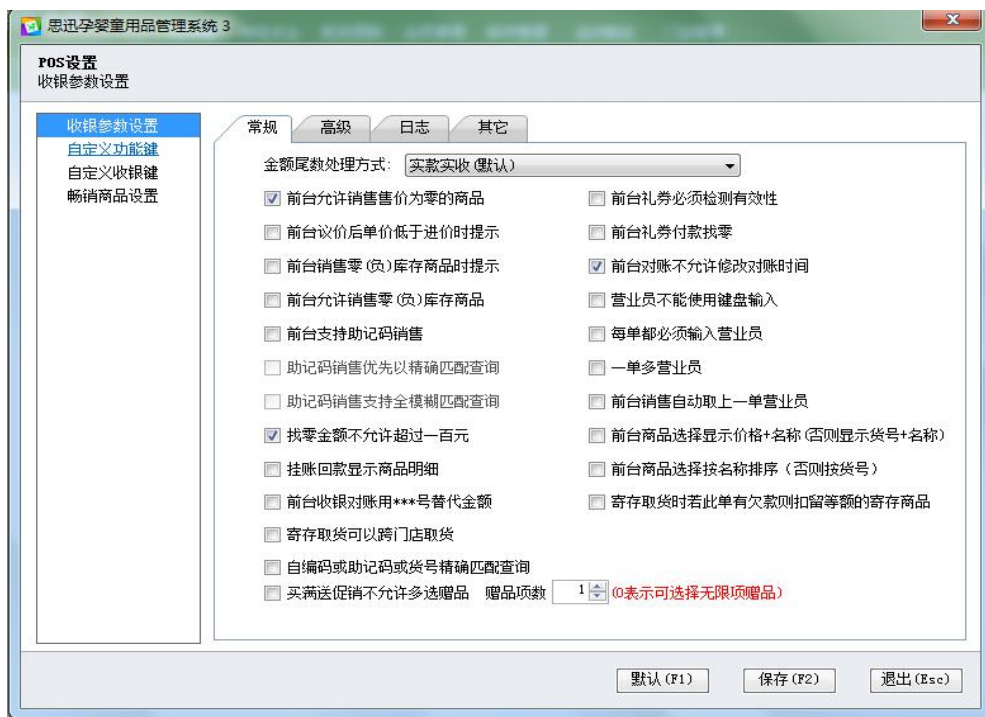 思迅孕婴童用品管理系统 3
POS设置
收银参数设置
收银参数设置
自定义功能键
自定义收银键
畅销商品设置
常规 高级 日志 其它
金额尾数处理方式: 实款实收(默认)
前台允许销售售价为零的商品
前台礼券必须检测有效性
前台议价后单价低于进价时提示
前台礼券付款找零
前台销售零(负)库存商品时提示
前台对账不允许修改对账时间
前台允许销售零(负)库存商品
营业员不能使用键盘输入
前台支持助记码销售
每单都必须输入营业员
助记码销售优先以精确匹配查询
一单多营业员
助记码销售支持全模糊匹配查询
前台销售自动取上一单营业员
找零金额不允许超过一百元
前台商品选择显示价格+名称(否则显示货号+名称)
挂账回款显示商品明细
前台商品选择按名称排序（否则按货号）
前台收银对账用***号替代金额
寄存取货时若此单有欠款则扣留等额的寄存商品
寄存取货可以跨门店取货
自编码或助记码或货号精确匹配查询
买满送促销不允许多选赠品 赠品项数 1 (0表示可选择无限项赠品)
默认(F1) 保存(F2) 退出(Esc)